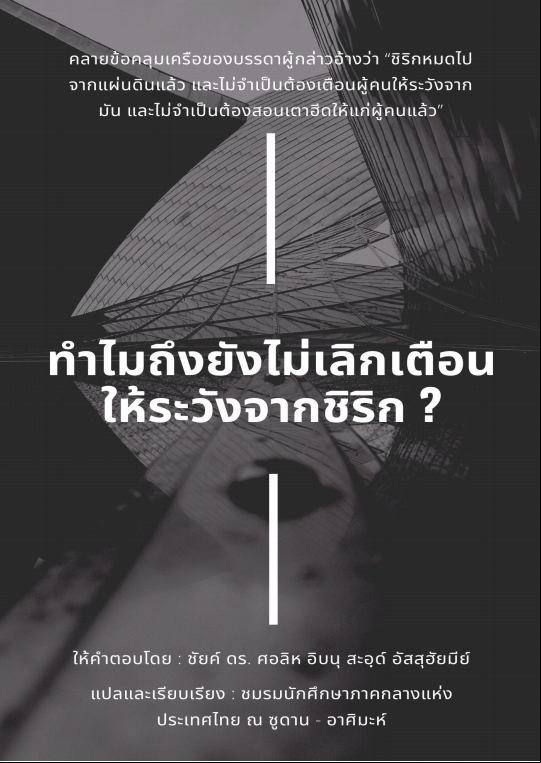 คลายข้อคลุมเครือของบรรดาผู้กล่าวอ้างว่า “ชิริกหมดไป
จากแผ่นดินแล้ว และไม่จำเป็นต้องเตือนผู้คนให้ระวังจาก
มัน และไม่จำเป็นต้องสอนเตาฮีดให้แก่ผู้คนแล้ว”
ทำไมถึงยังไม่เลิกเตือน
ให้ระวังจากชิริก ?
ให้คำตอบโดย : ชัยค์ ดร. ศอลิห อิบนุ สะอฺด์ อัสสุฮัยมีย์
แปลและเรียบเรียง : ชมรมนักศึกษาภาคกลางแห่ง
ประเทศไทย ณ ซูดาน - อาศิมะห์